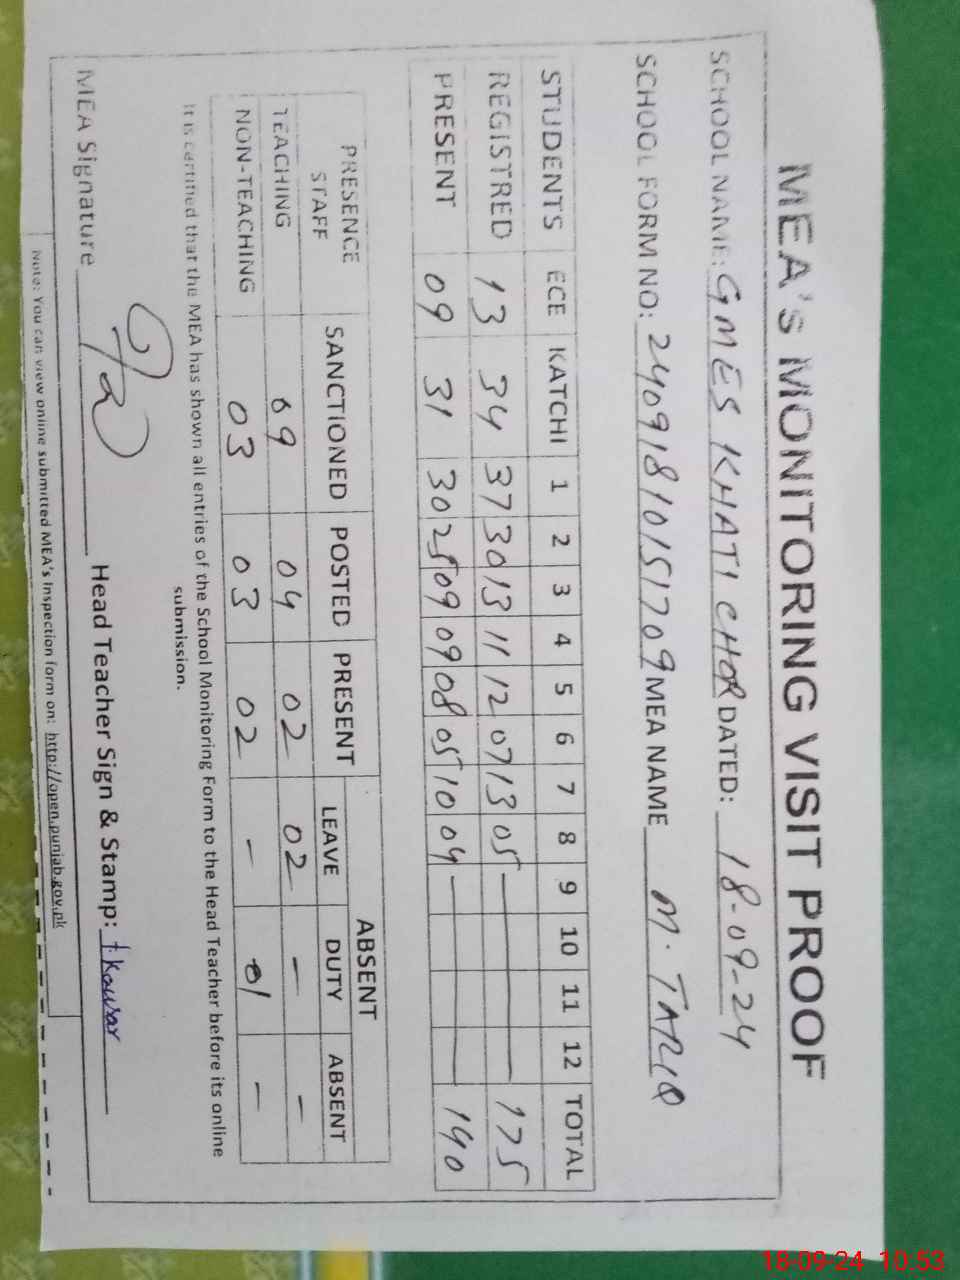 MEA's MONITORING VISIT PROOF
SCHOOL NAME: GMES KHATI CHOR DATED: 18-09-24
SCHOOL FORM NO: 24091810151709 MEA NAME M. TARIQ
STUDENTS ECE KATCHI 1 2 3 4 5 6 7 8 9 10 11 12 TOTAL
REGISTRED 13 34 37 30 13 11 12 07 13 05 — 175
PRESENT 09 31 30 25 09 09 08 05 10 04 — 140
PRESENCE STAFF SANCTIONED POSTED PRESENT ABSENT
LEAVE DUTY ABSENT
TEACHING 09 04 02 02 - -
NON-TEACHING 03 03 02 - 01 -
It is certified that the MEA has shown all entries of the School Monitoring Form to the Head Teacher before its online
submission.
MEA Signature Head Teacher Sign & Stamp: t.Kousar
Note: You can view online submitted MEA's Inspection form on: http://open.punjab.gov.pk
18-09-24 10:53